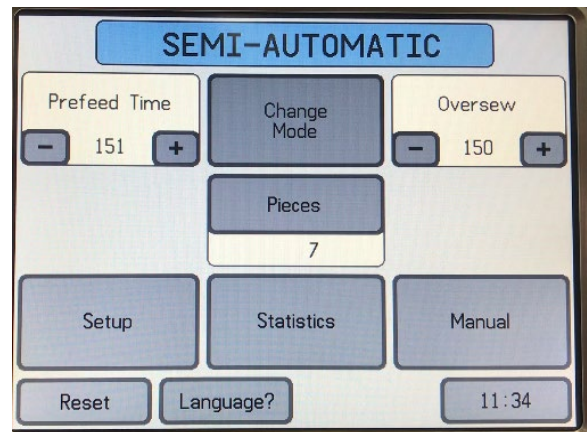 SEMI-AUTOMATIC
Prefeed Time
- 151 +
Change
Mode
Oversew
- 150 +
Pieces
7
Setup
Statistics
Manual
Reset
Language?
11:34